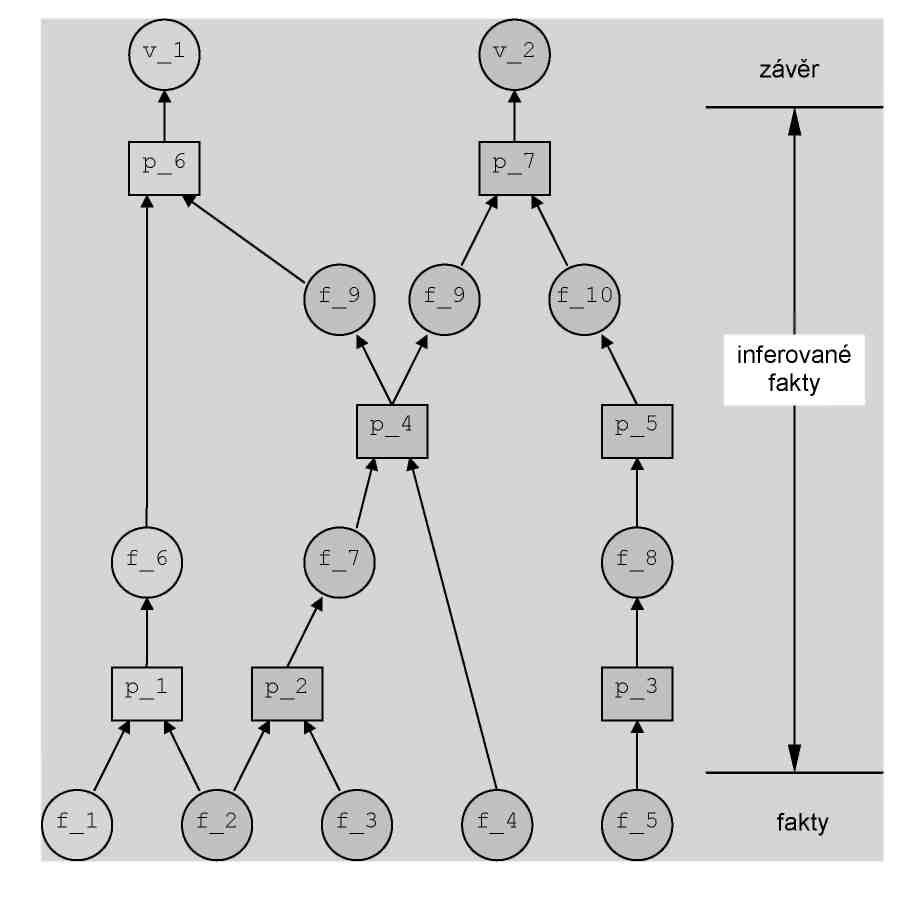 v_1
v_2
závěr
p_6
p_7
f_9
f_9
f_10
inferované
fakty
p_4
p_5
f_6
f_7
f_8
p_1
p_2
p_3
f_1
f_2
f_3
f_4
f_5
fakty